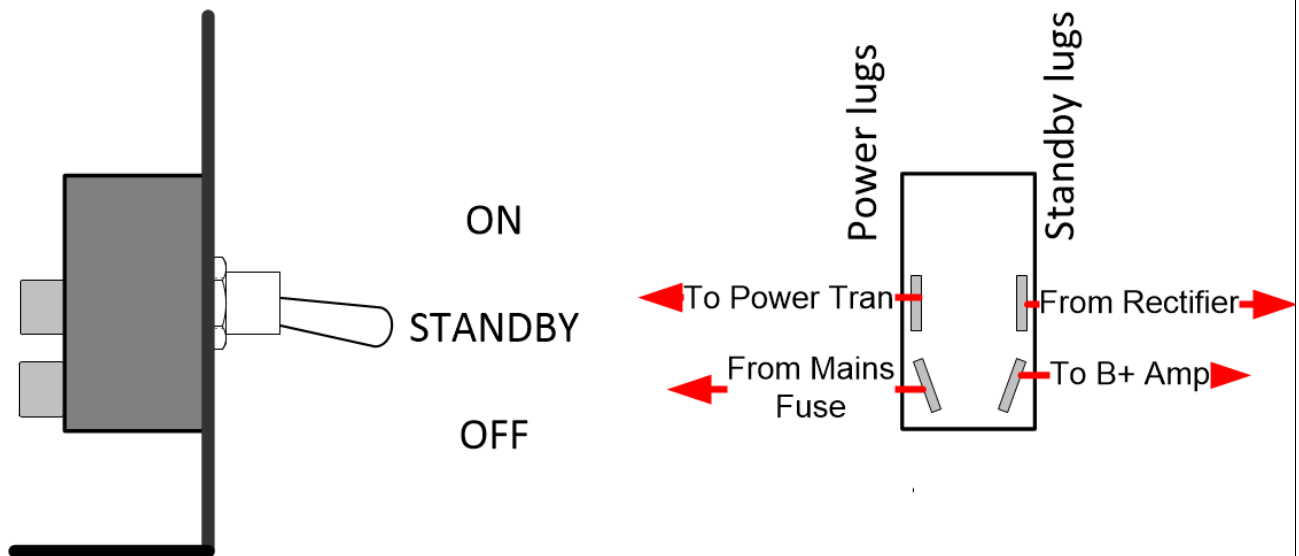 ON
STANDBY
OFF
Power lugs
Standby lugs
To Power Tran
From Rectifier
From Mains
Fuse
To B+ Amp